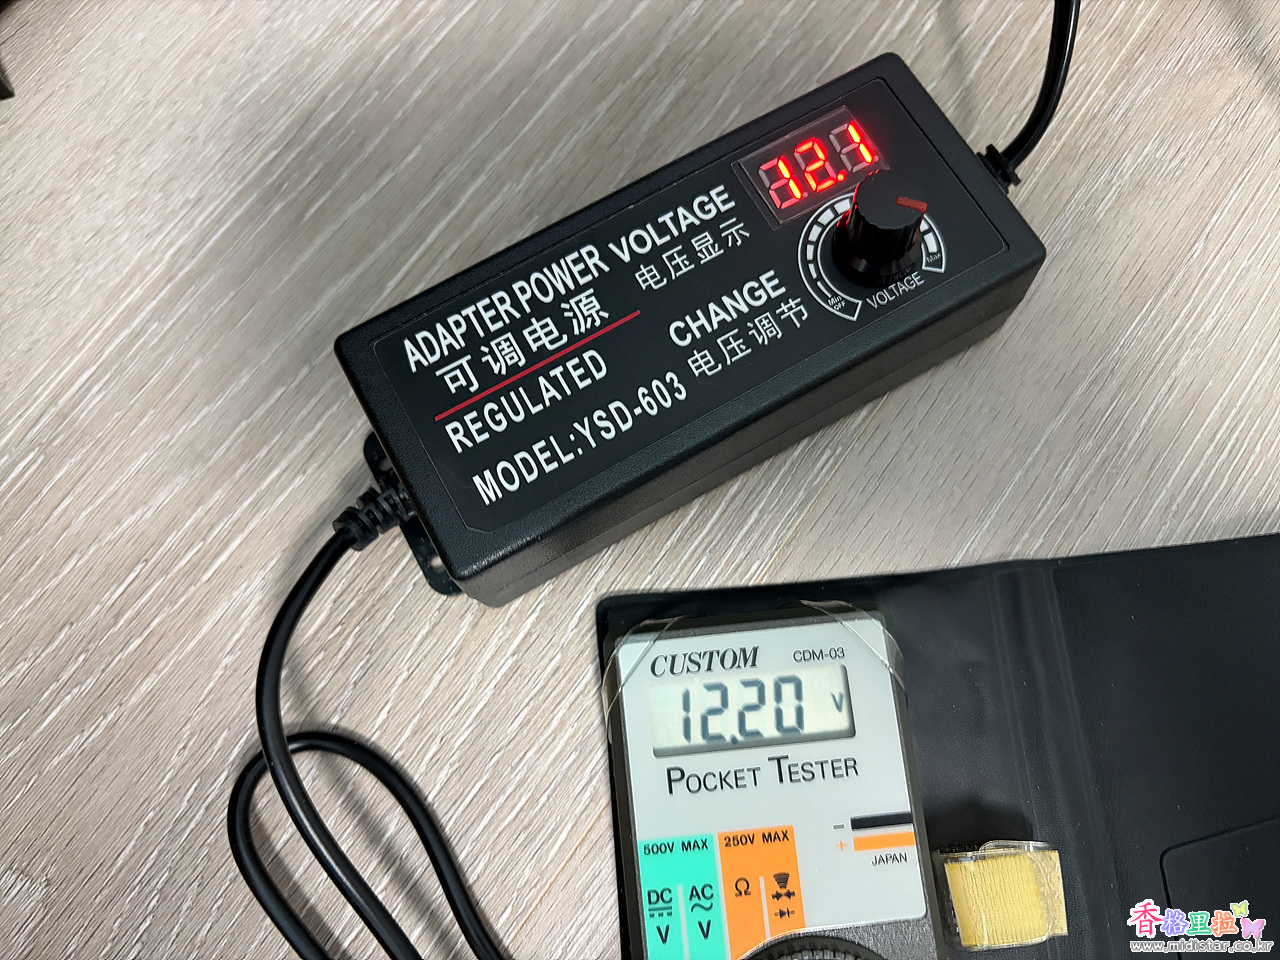 12.1
ADAPTER POWER
可调电源
REGULATED
MODEL:YSD-603
VOLTAGE
电压显示
CHANGE
电压调节
Min
OFF
Max
VOLTAGE
CUSTOM
CDM-03
12.20 V
POCKET TESTER
500V MAX
250V MAX
DC
V
AC
V
Ω
-
+
JAPAN
香格里拉
www.midistar.co.kr